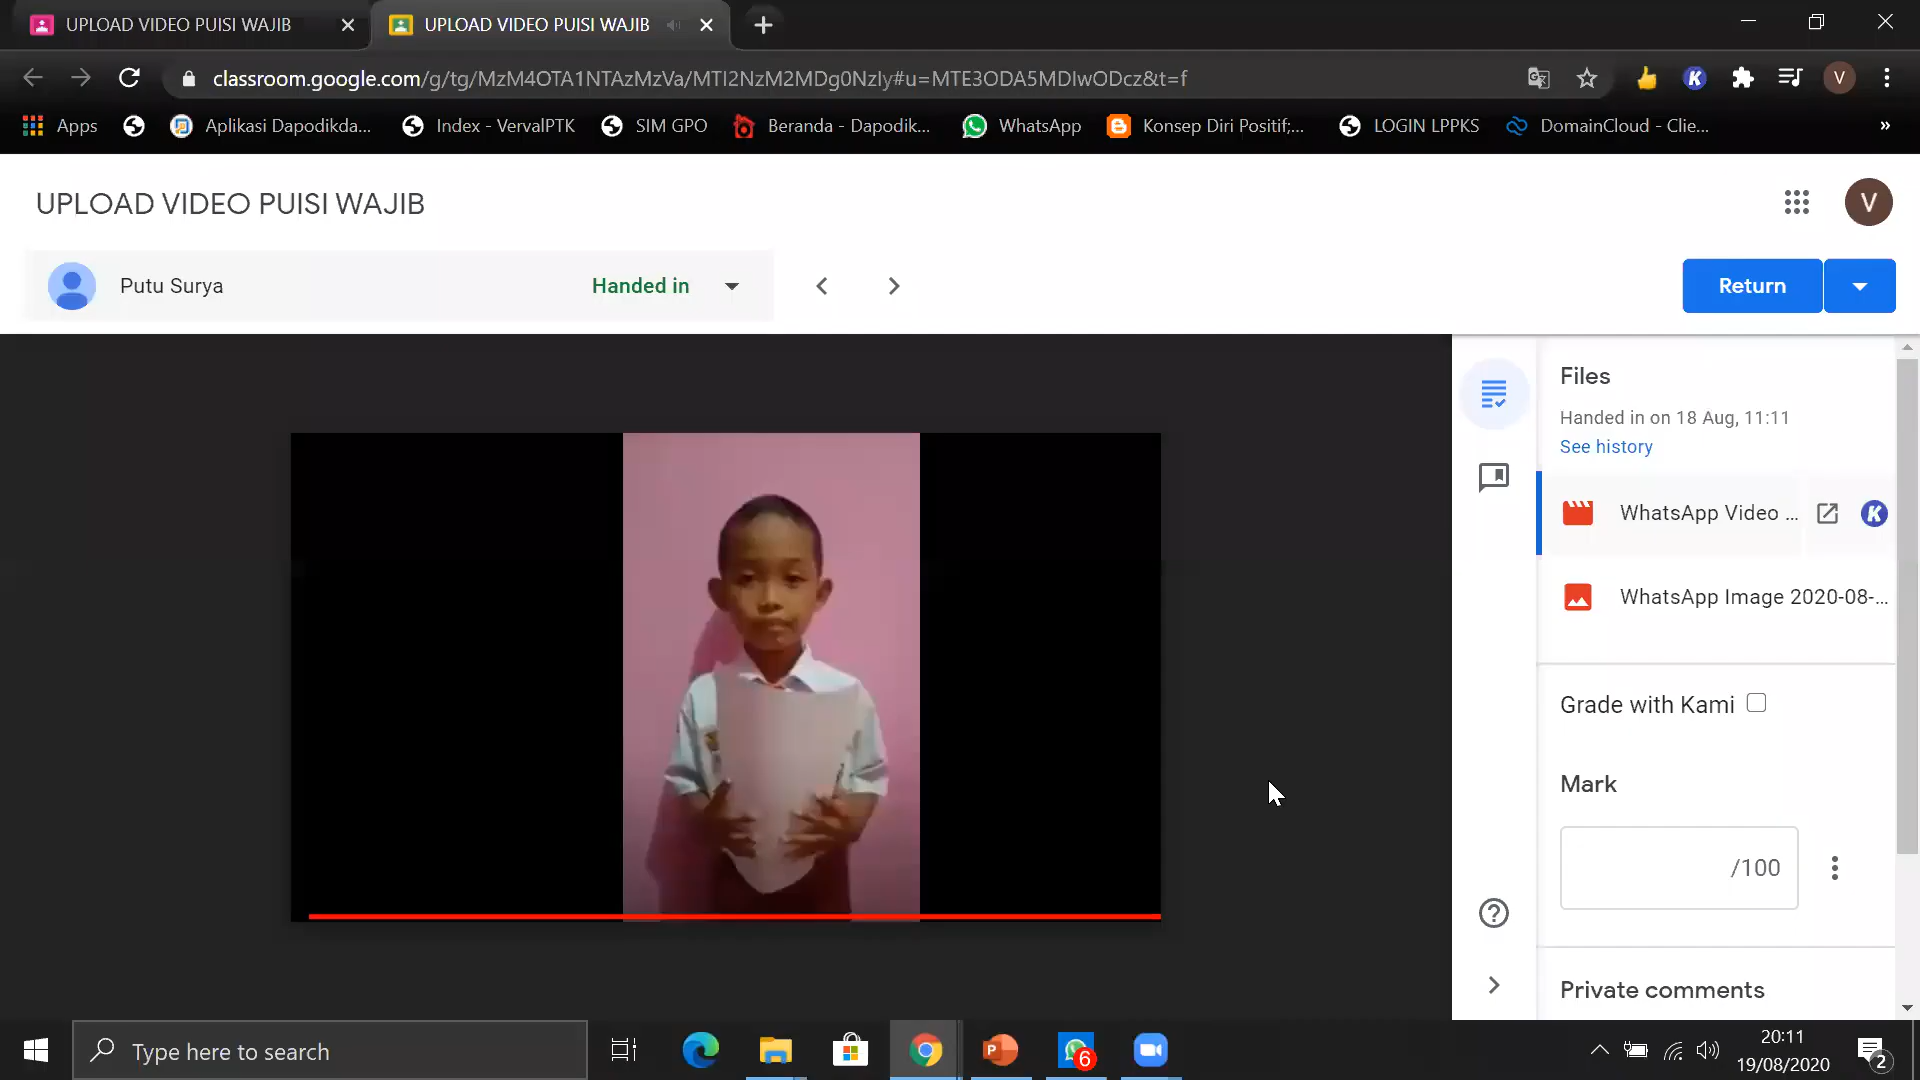 UPLOAD VIDEO PUISI WAJIB
UPLOAD VIDEO PUISI WAJIB
classroom.google.com/g/tg/MzM4OTA1NTAzMzVa/MTI2NzM2MDg0NzIy#u=MTE3ODA5MDIwODcz&t=f
V
Apps
Aplikasi Dapodikda...
Index - VervalPTK
SIM GPO
Beranda - Dapodik...
WhatsApp
Konsep Diri Positif;...
LOGIN LPPKS
DomainCloud - Clie...
»
UPLOAD VIDEO PUISI WAJIB
V
Putu Surya
Handed in
Return
Files
Handed in on 18 Aug, 11:11
See history
WhatsApp Video ...
K
WhatsApp Image 2020-08-...
Grade with Kami
Mark
/100
Private comments
Type here to search
6
20:11
19/08/2020
2